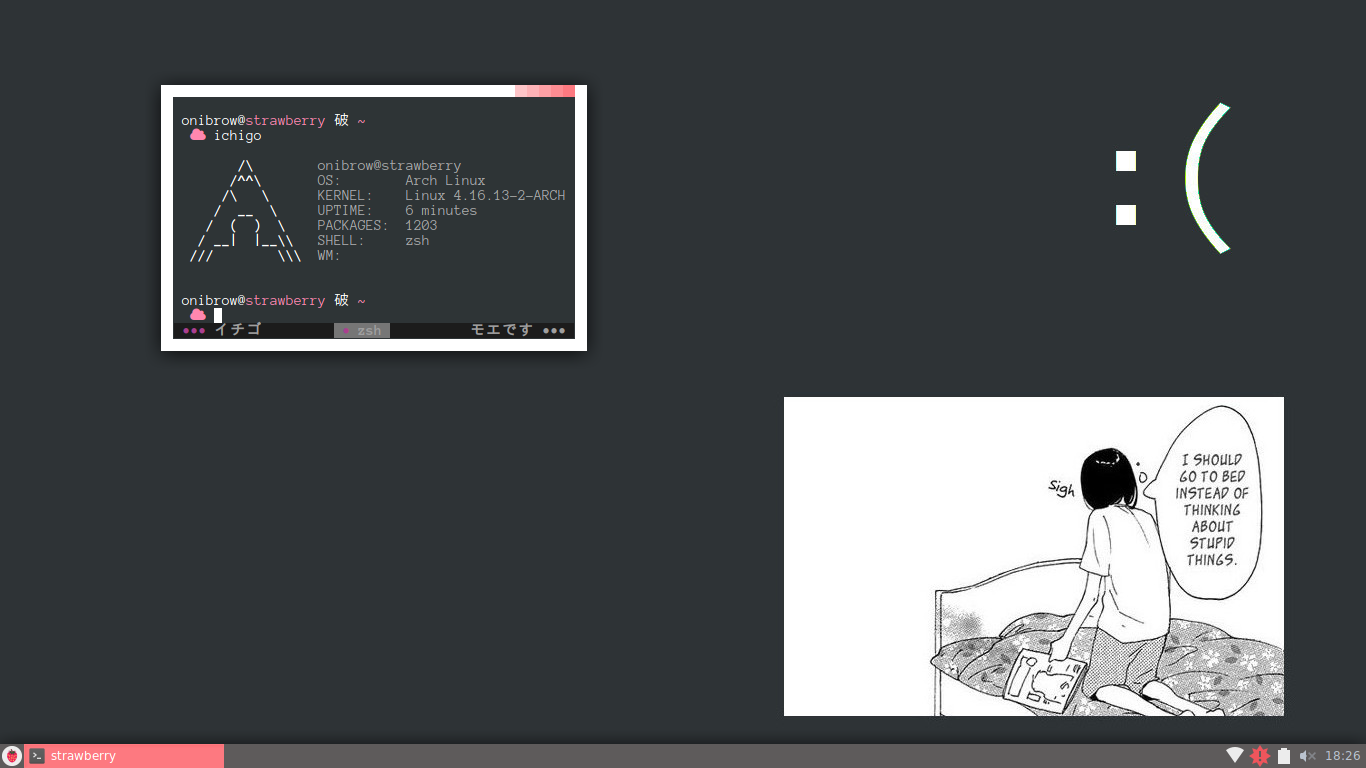 onibrow@strawberry 破 ~
ichigo
onibrow@strawberry
OS: Arch Linux
KERNEL: Linux 4.16.13-2-ARCH
UPTIME: 6 minutes
PACKAGES: 1203
SHELL: zsh
WM:
onibrow@strawberry 破 ~
••• イチゴ • zsh モエです •••
:(
Sigh
I SHOULD
GO TO BED
INSTEAD OF
THINKING
ABOUT
STUPID
THINGS.
strawberry 18:26